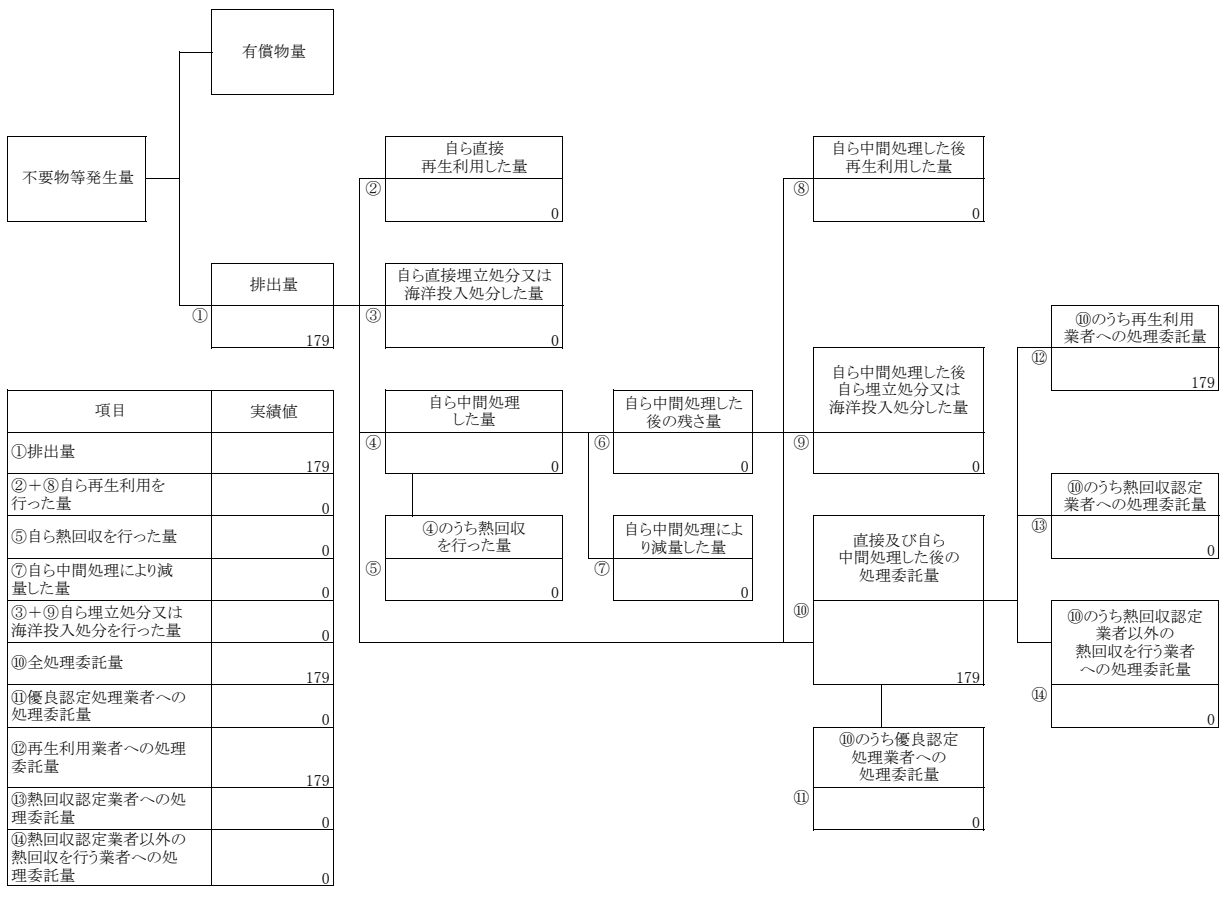 有償物量
不要物等発生量
排出量
①
179
自ら直接
再生利用した量
②
0
自ら直接埋立処分又は
海洋投入処分した量
③
0
自ら中間処理
した量
④
0
④のうち熱回収
を行った量
⑤
0
自ら中間処理した
後の残さ量
⑥
0
自ら中間処理によ
り減量した量
⑦
0
自ら中間処理した後
再生利用した量
⑧
0
自ら中間処理した後
自ら埋立処分又は
海洋投入処分した量
⑨
0
直接及び自ら
中間処理した後の
処理委託量
⑩
179
⑩のうち優良認定
処理業者への
処理委託量
⑪
0
⑩のうち再生利用
業者への処理委託量
⑫
179
⑩のうち熱回収認定
業者への処理委託量
⑬
0
⑩のうち熱回収認定
業者以外の
熱回収を行う業者
への処理委託量
⑭
0
項目 実績値
①排出量
179
②＋⑧自ら再生利用を
行った量
0
⑤自ら熱回収を行った量
0
⑦自ら中間処理により減
量した量
0
③＋⑨自ら埋立処分又は
海洋投入処分を行った量
0
⑩全処理委託量
179
⑪優良認定処理業者への
処理委託量
0
⑫再生利用業者への処理
委託量
179
⑬熱回収認定業者への処
理委託量
0
⑭熱回収認定業者以外の
熱回収を行う業者への処
理委託量
0